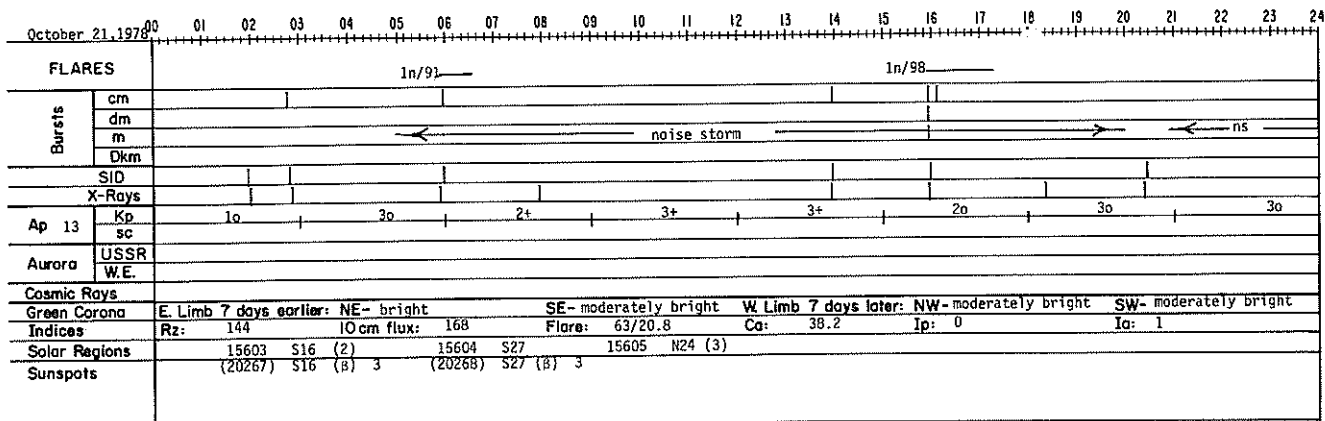 October 21,1978 00 01 02 03 04 05 06 07 08 09 10 11 12 13 14 15 16 17 18 19 20 21 22 23 24
FLARES 1n/91 1n/98
Bursts
cm
dm
m noise storm ns
Dkm
SID
X-Rays
Ap 13
Kp 1o 3o 2+ 3+ 3+ 2o 3o 3o
sc
Aurora
USSR
W.E.
Cosmic Rays
Green Corona E. Limb 7 days earlier: NE- bright SE- moderately bright W. Limb 7 days later: NW- moderately bright SW- moderately bright
Indices Rz: 144 10 cm flux: 168 Flare: 63/20.8 Ca: 38.2 Ip: 0 Ia: 1
Solar Regions 15603 S16 (2) 15604 S27 15605 N24 (3)
Sunspots (20267) S16 (β) 3 (20268) S27 (β) 3